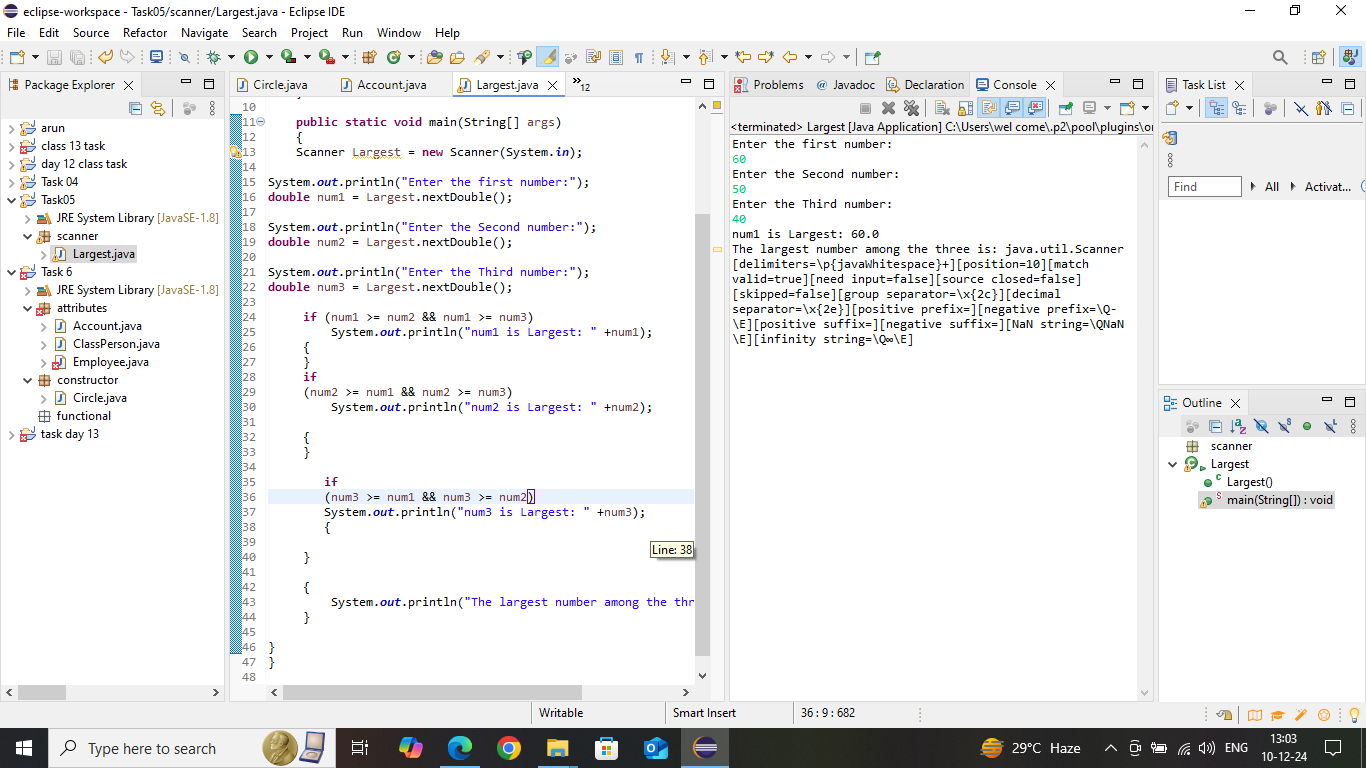 eclipse-workspace - Task05/scanner/Largest.java - Eclipse IDE
File Edit Source Refactor Navigate Search Project Run Window Help
Package Explorer
arun
class 13 task
day 12 class task
Task 04
Task05
JRE System Library [JavaSE-1.8]
scanner
Largest.java
Task 6
JRE System Library [JavaSE-1.8]
attributes
Account.java
ClassPerson.java
Employee.java
constructor
Circle.java
functional
task day 13
Circle.java Account.java Largest.java »12
10 }
11 public static void main(String[] args)
12 {
13 Scanner Largest = new Scanner(System.in);
14
15 System.out.println("Enter the first number:");
16 double num1 = Largest.nextDouble();
17
18 System.out.println("Enter the Second number:");
19 double num2 = Largest.nextDouble();
20
21 System.out.println("Enter the Third number:");
22 double num3 = Largest.nextDouble();
23
24 if (num1 >= num2 && num1 >= num3)
25 System.out.println("num1 is Largest: " +num1);
26 {
27 }
28 if
29 (num2 >= num1 && num2 >= num3)
30 System.out.println("num2 is Largest: " +num2);
31
32 {
33 }
34
35 if
36 (num3 >= num1 && num3 >= num2)
37 System.out.println("num3 is Largest: " +num3);
38 {
39
40 }
41
42 {
43 System.out.println("The largest number among the thr
44 }
45
46 }
47 }
48
Line: 38
Problems @ Javadoc Declaration Console
<terminated> Largest [Java Application] C:\Users\wel come\.p2\pool\plugins\or
Enter the first number:
60
Enter the Second number:
50
Enter the Third number:
40
num1 is Largest: 60.0
The largest number among the three is: java.util.Scanner
[delimiters=\p{javaWhitespace}+][position=10][match
valid=true][need input=false][source closed=false]
[skipped=false][group separator=\x{2c}][decimal
separator=\x{2e}][positive prefix=][negative prefix=\Q-
\E][positive suffix=][negative suffix=][NaN string=\QNaN
\E][infinity string=\Q∞\E]
Task List
Find All Activat...
Outline
scanner
Largest
Largest()
main(String[]) : void
Writable Smart Insert 36 : 9 : 682
Type here to search
29°C Haze
ENG
13:03
10-12-24